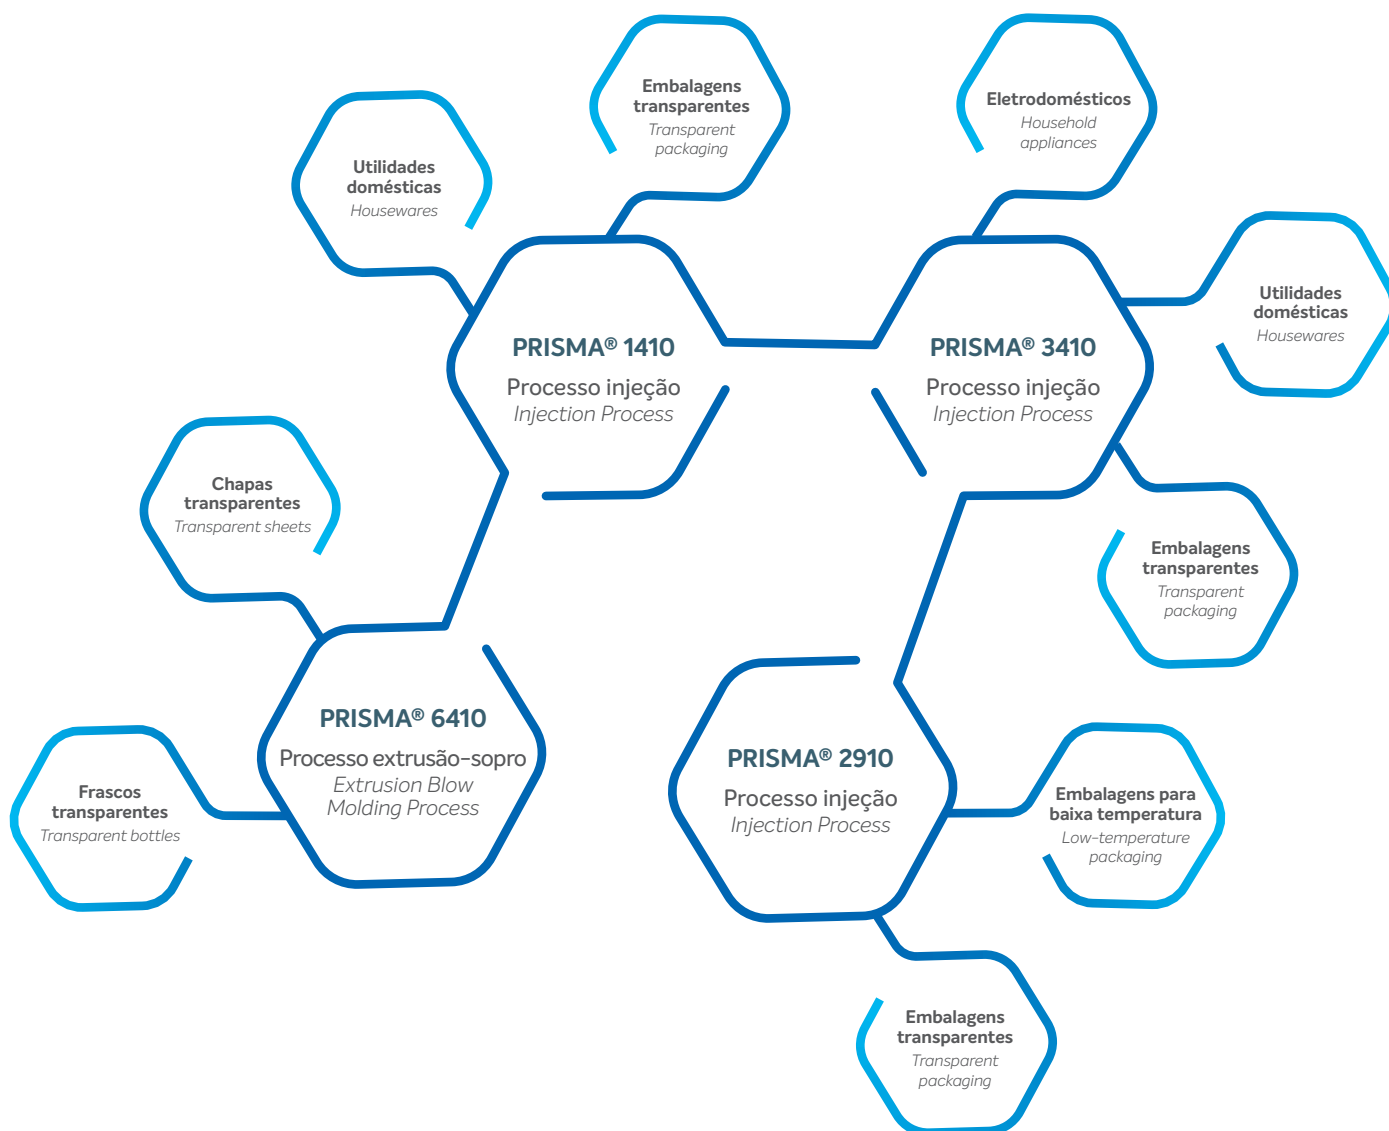 Embalagens
transparentes
Transparent
packaging
Eletrodomésticos
Household
appliances
Utilidades
domésticas
Housewares
Utilidades
domésticas
Housewares
PRISMA® 1410
Processo injeção
Injection Process
PRISMA® 3410
Processo injeção
Injection Process
Chapas
transparentes
Transparent sheets
Embalagens
transparentes
Transparent
packaging
PRISMA® 6410
Processo extrusão-sopro
Extrusion Blow
Molding Process
PRISMA® 2910
Processo injeção
Injection Process
Frascos
transparentes
Transparent bottles
Embalagens para
baixa temperatura
Low-temperature
packaging
Embalagens
transparentes
Transparent
packaging